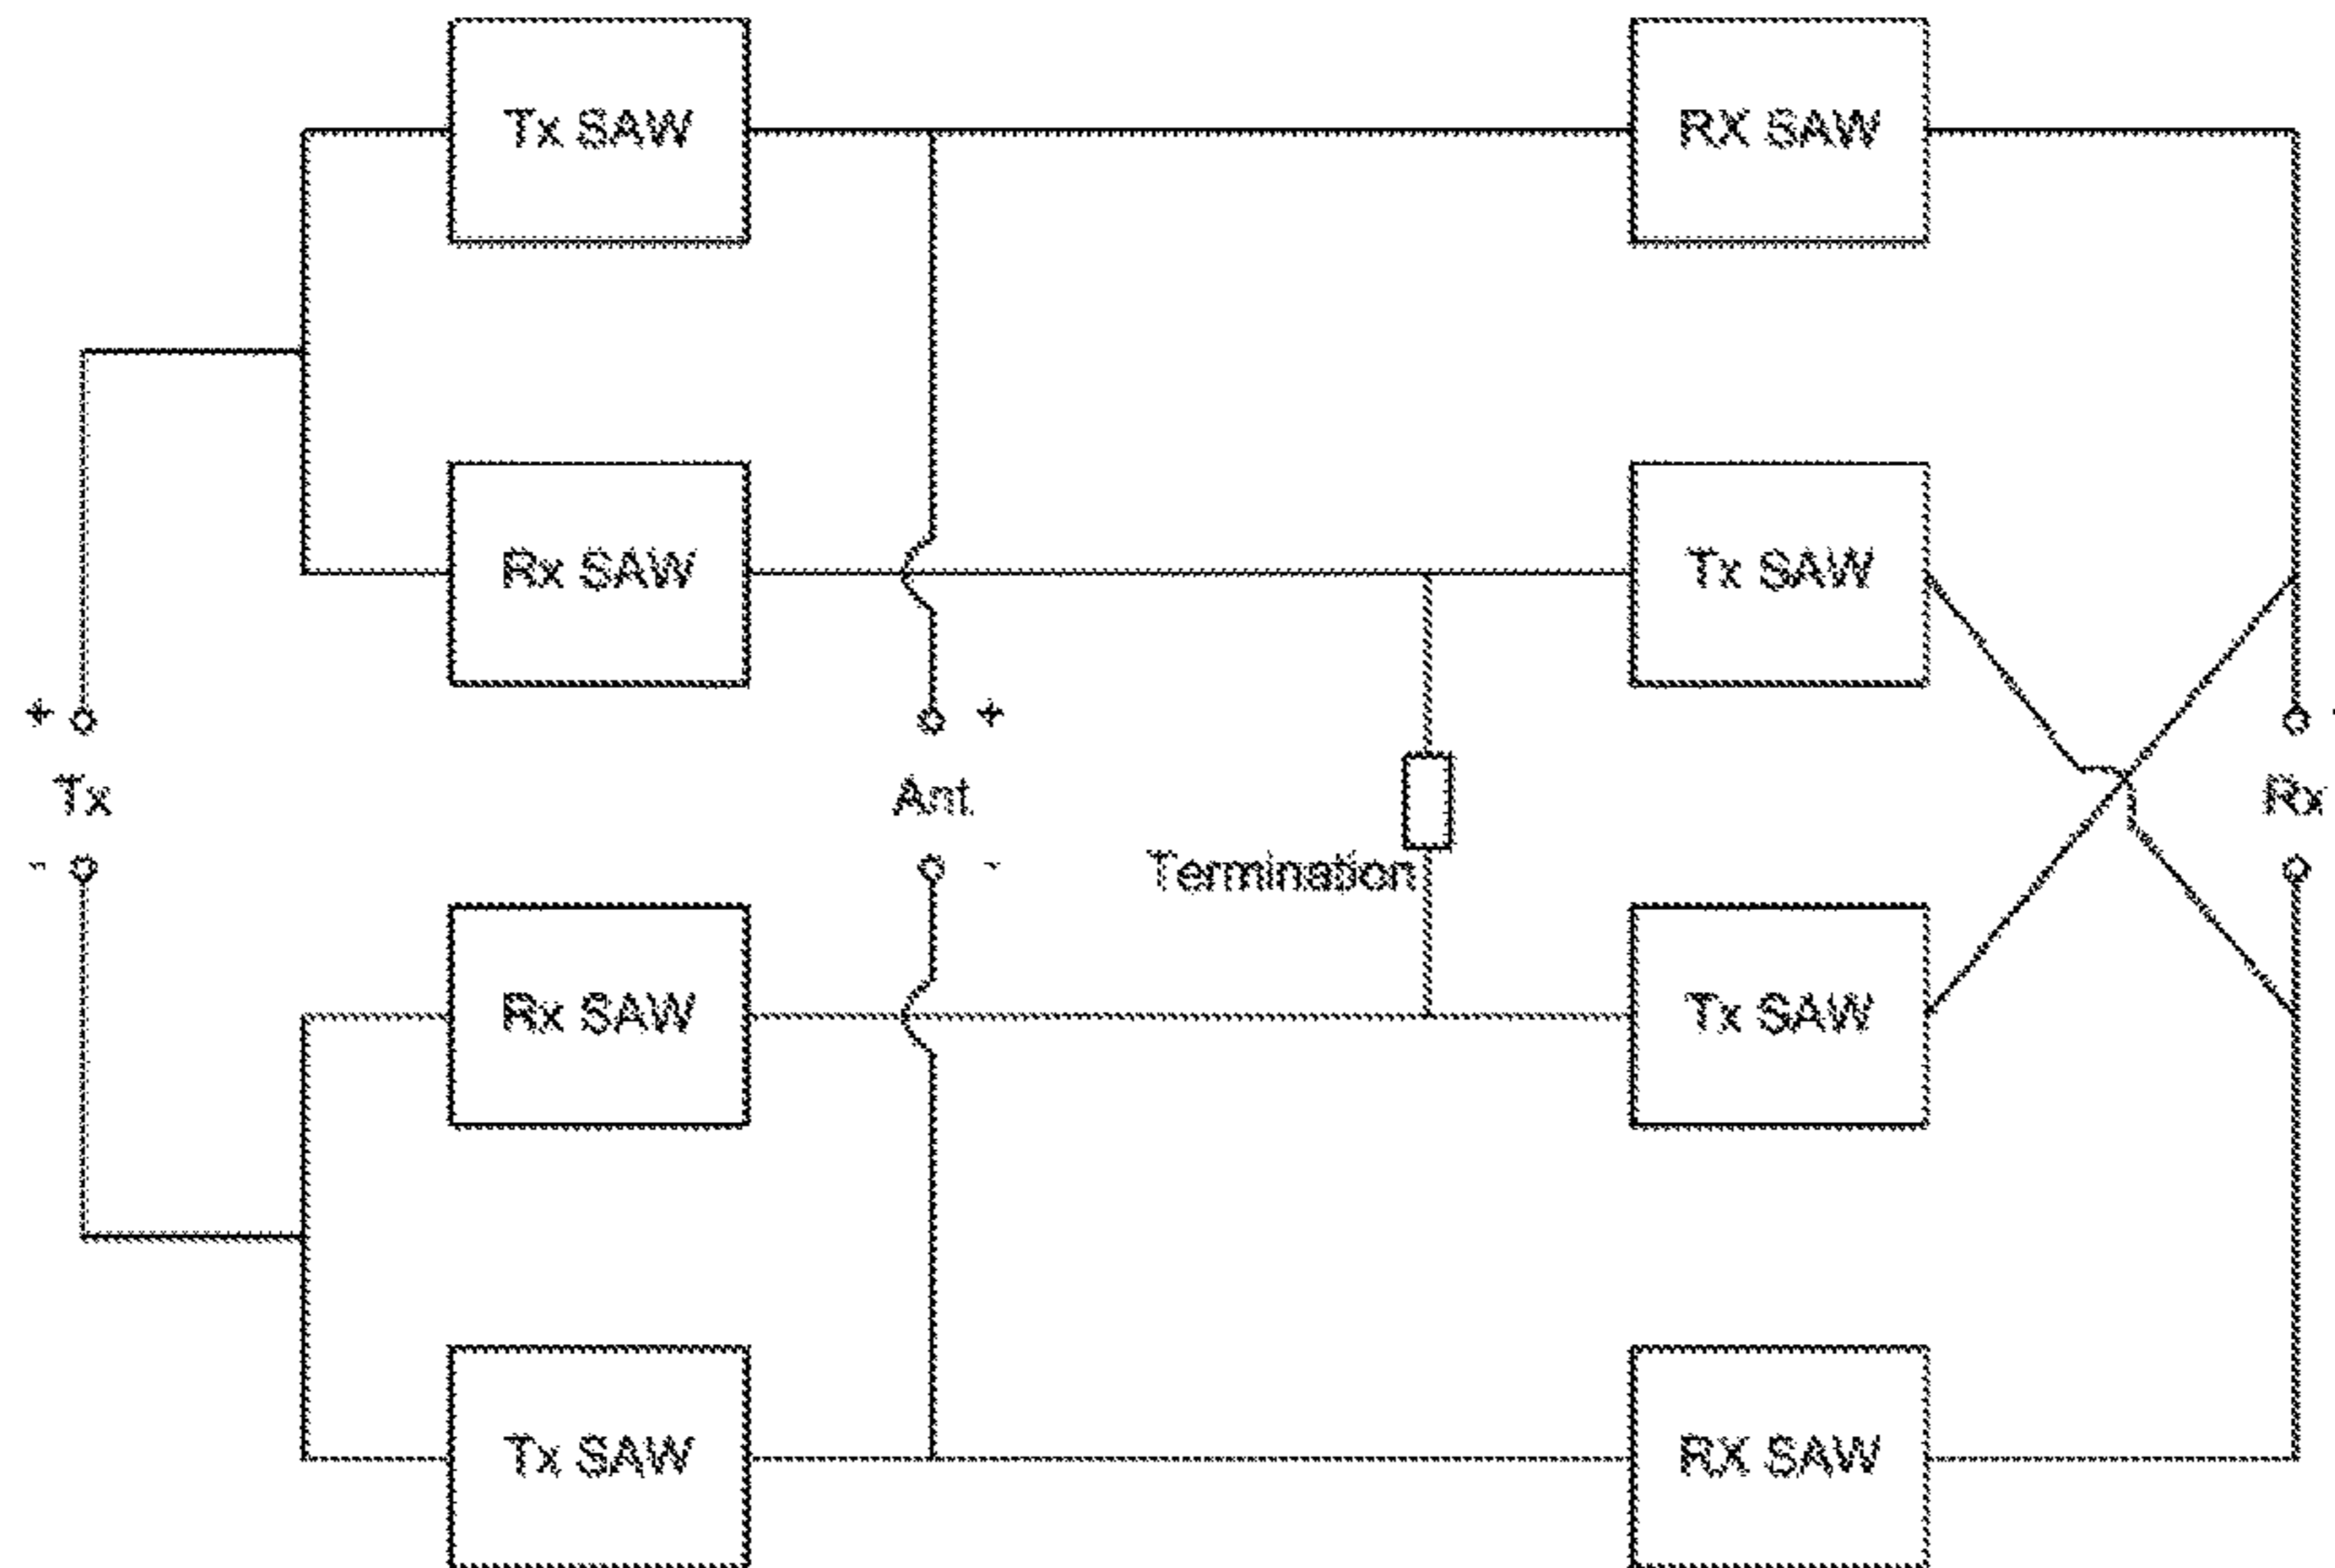 Tx SAW
RX SAW
Rx SAW
Tx SAW
+
+
Tx
Ant.
Rx
-
-
Termination
Rx SAW
Tx SAW
Tx SAW
RX SAW